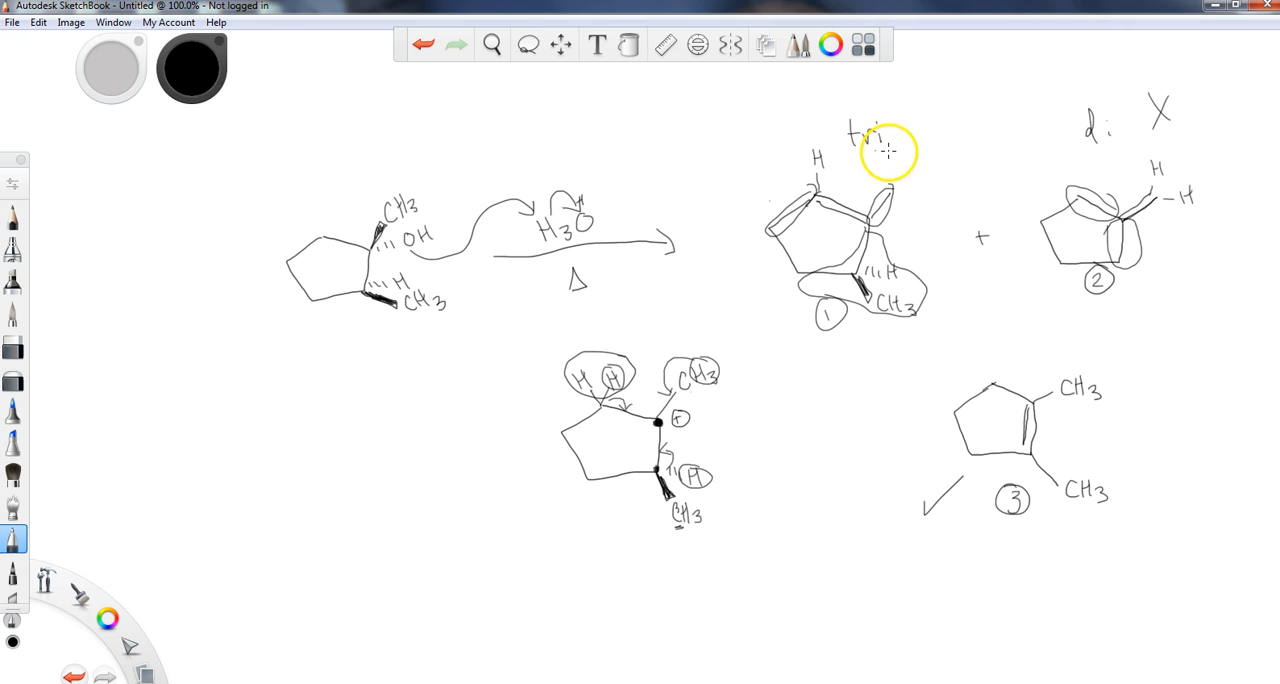 Autodesk SketchBook - Untitled @ 100.0% - Not logged in
File Edit Image Window My Account Help
T
tri
di X
H
H
-H
CH3
OH
H
CH3
H3O
+
Δ
H
CH3
1
+
2
H H CH3
+
H
CH3
CH3
CH3
3